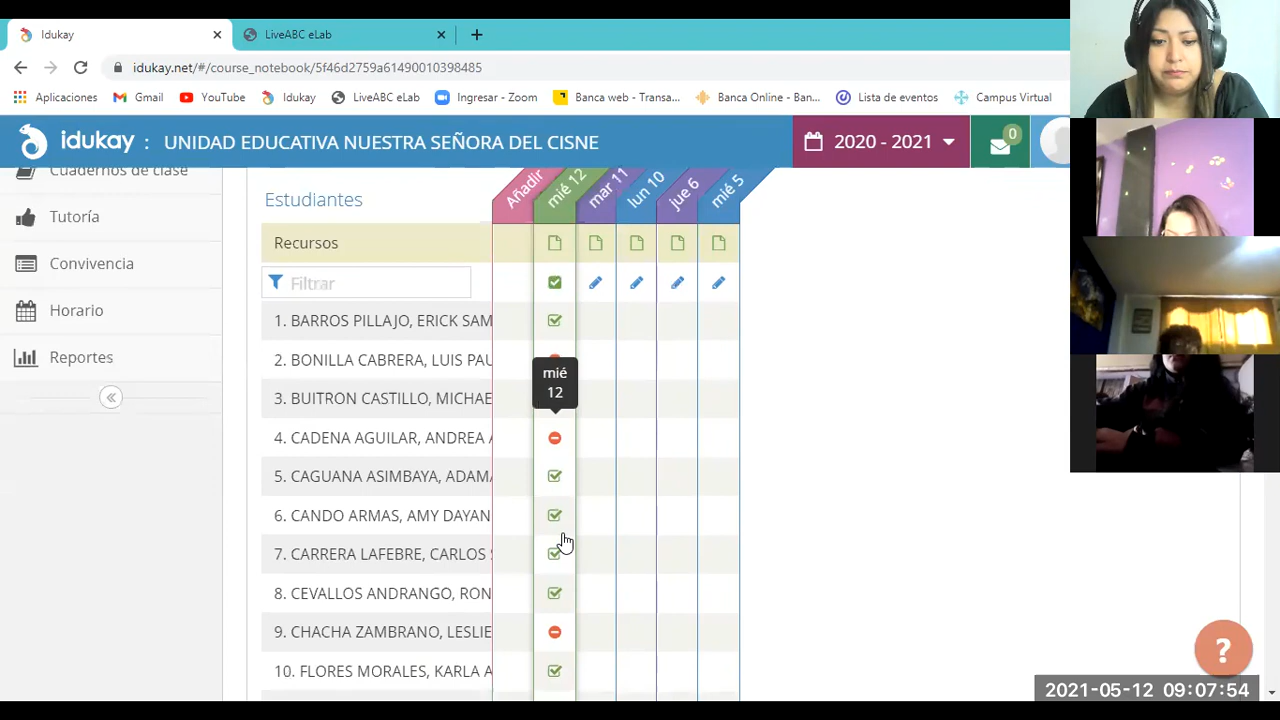 Idukay
LiveABC eLab
idukay.net/#/course_notebook/5f46d2759a61490010398485
Aplicaciones
Gmail
YouTube
Idukay
LiveABC eLab
Ingresar - Zoom
Banca web - Transa...
Banca Online - Ban...
Lista de eventos
Campus Virtual
idukay : UNIDAD EDUCATIVA NUESTRA SEÑORA DEL CISNE
2020 - 2021
0
Cuadernos de clase
Tutoría
Convivencia
Horario
Reportes
Estudiantes
Añadir
mié 12
mar 11
lun 10
jue 6
mié 5
Recursos
Filtrar
1. BARROS PILLAJO, ERICK SAM
2. BONILLA CABRERA, LUIS PAU
3. BUITRON CASTILLO, MICHAE
4. CADENA AGUILAR, ANDREA A
5. CAGUANA ASIMBAYA, ADAMA
6. CANDO ARMAS, AMY DAYAN
7. CARRERA LAFEBRE, CARLOS S
8. CEVALLOS ANDRANGO, RON
9. CHACHA ZAMBRANO, LESLIE
10. FLORES MORALES, KARLA A
mié
12
?
2021-05-12 09:07:54